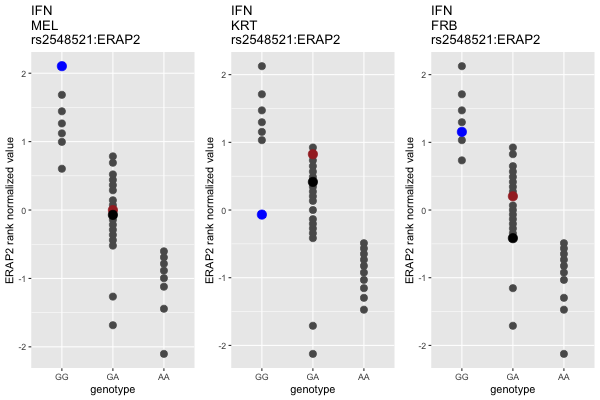 IFN
MEL
rs2548521:ERAP2
ERAP2 rank normalized value
2
1
0
-1
-2
GG
GA
AA
genotype
IFN
KRT
rs2548521:ERAP2
ERAP2 rank normalized value
2
1
0
-1
-2
GG
GA
AA
genotype
IFN
FRB
rs2548521:ERAP2
ERAP2 rank normalized value
2
1
0
-1
-2
GG
GA
AA
genotype